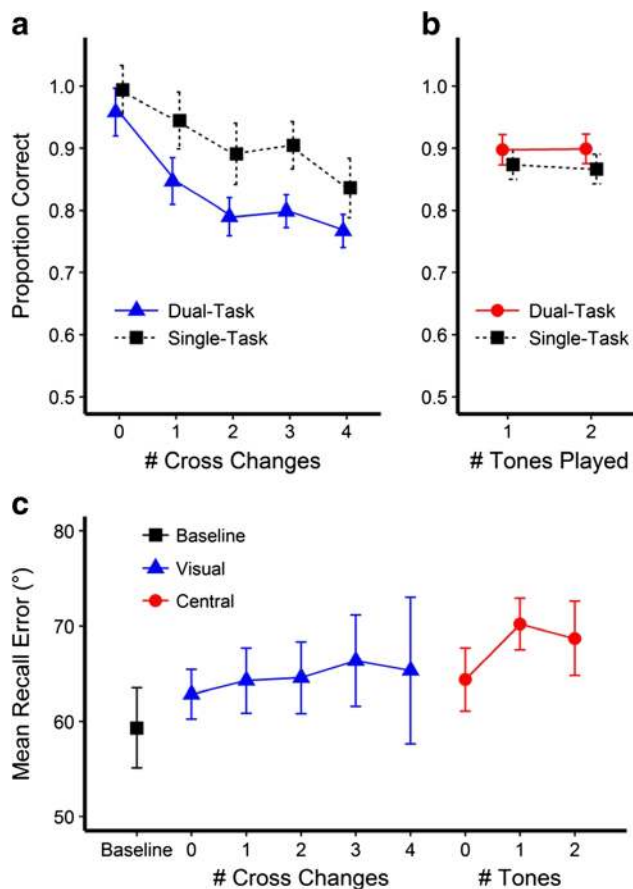 a
b
Proportion Correct
1.0
0.9
0.8
0.7
0.6
0.5
Dual-Task
Single-Task
0 1 2 3 4
# Cross Changes
1.0
0.9
0.8
0.7
0.6
0.5
Dual-Task
Single-Task
1 2
# Tones Played
c
Mean Recall Error (°)
80
70
60
50
Baseline
Visual
Central
Baseline 0 1 2 3 4 0 1 2
# Cross Changes # Tones